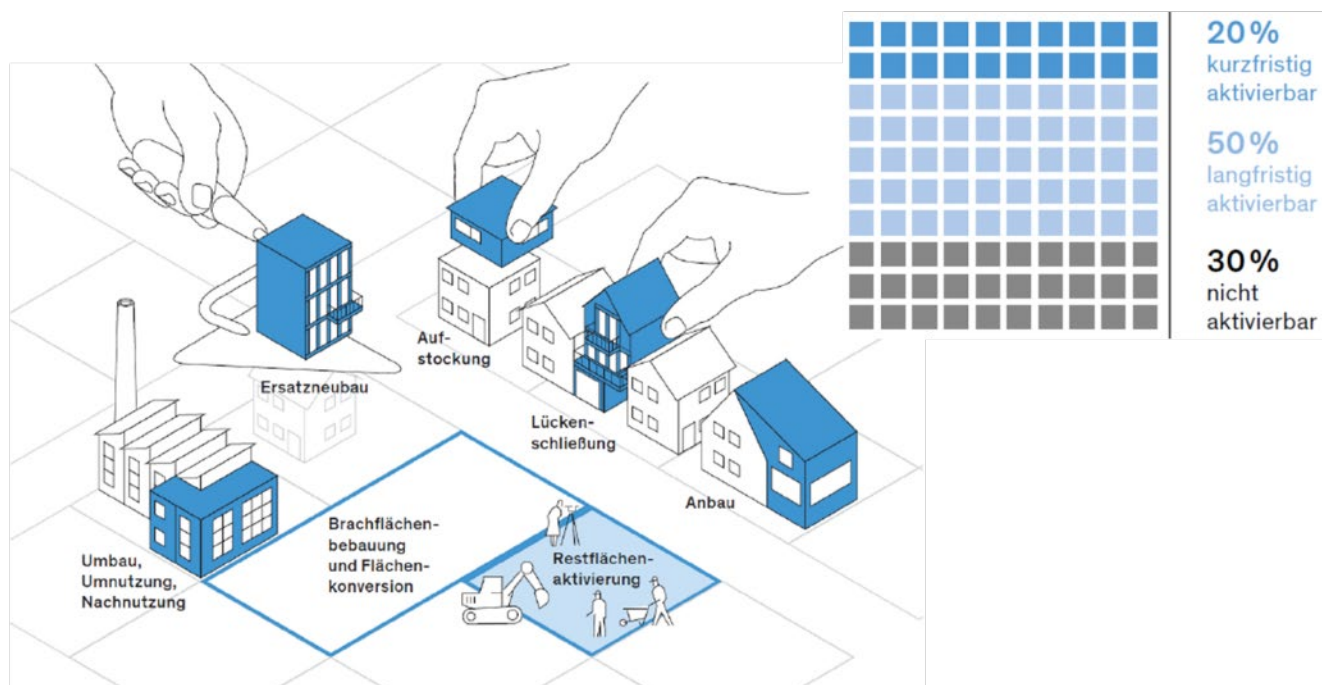 20 %
kurzfristig
aktivierbar
50 %
langfristig
aktivierbar
30 %
nicht
aktivierbar
Auf-
stockung
Ersatzneubau
Lücken-
schließung
Anbau
Brachflächen-
bebauung
und Flächen-
konversion
Restflächen-
aktivierung
Umbau,
Umnutzung,
Nachnutzung